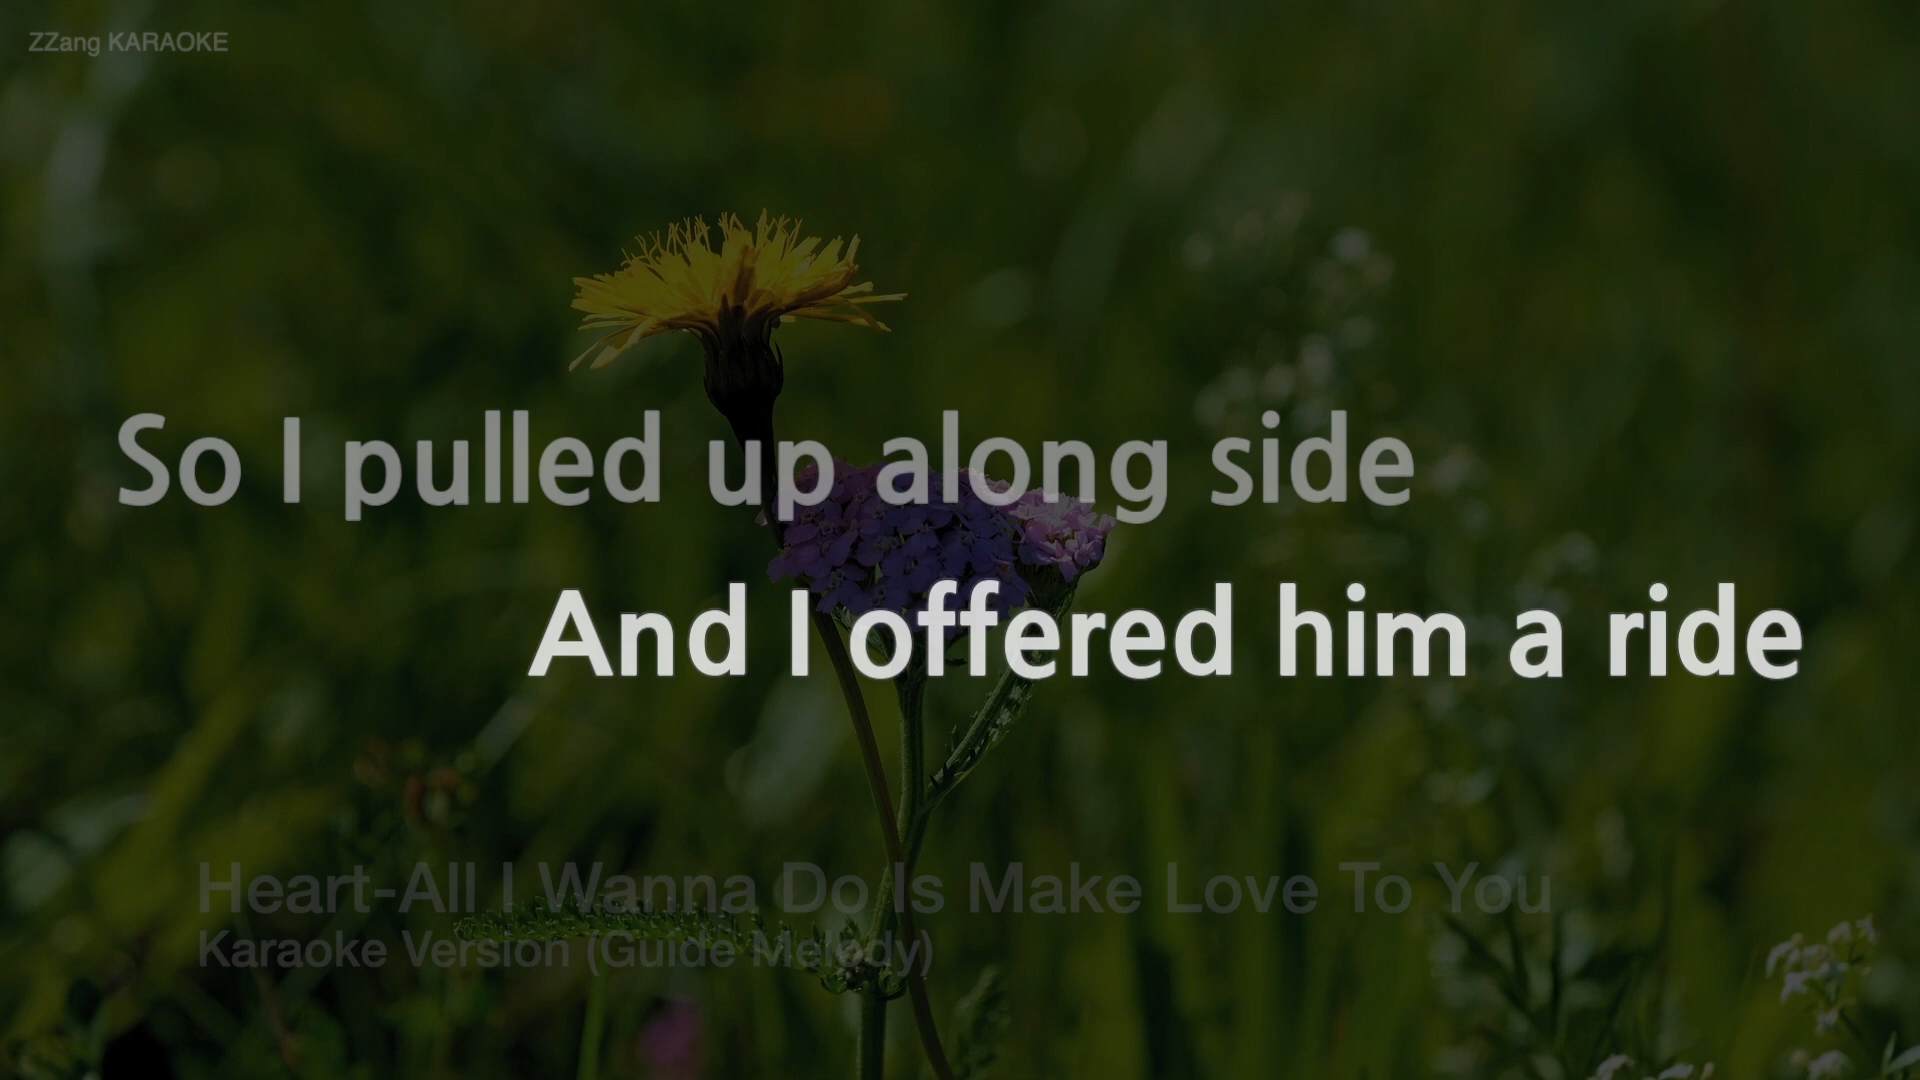 ZZang KARAOKE
So I pulled up along side
And I offered him a ride
Heart-All I Wanna Do Is Make Love To You
Karaoke Version (Guide Melody)